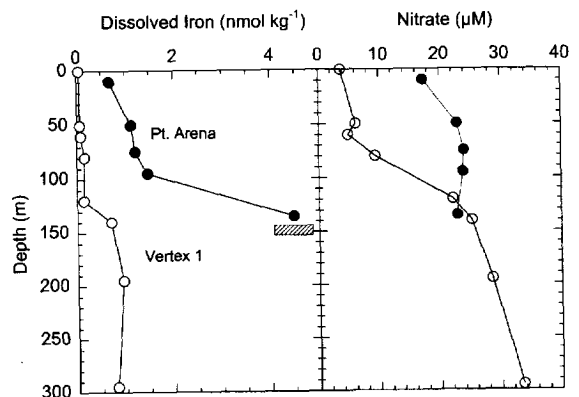 Dissolved Iron (nmol kg⁻¹)
Nitrate (µM)
0 2 4 6
0 10 20 30 40
0
50
100
150
200
250
300
Depth (m)
Pt. Arena
Vertex 1